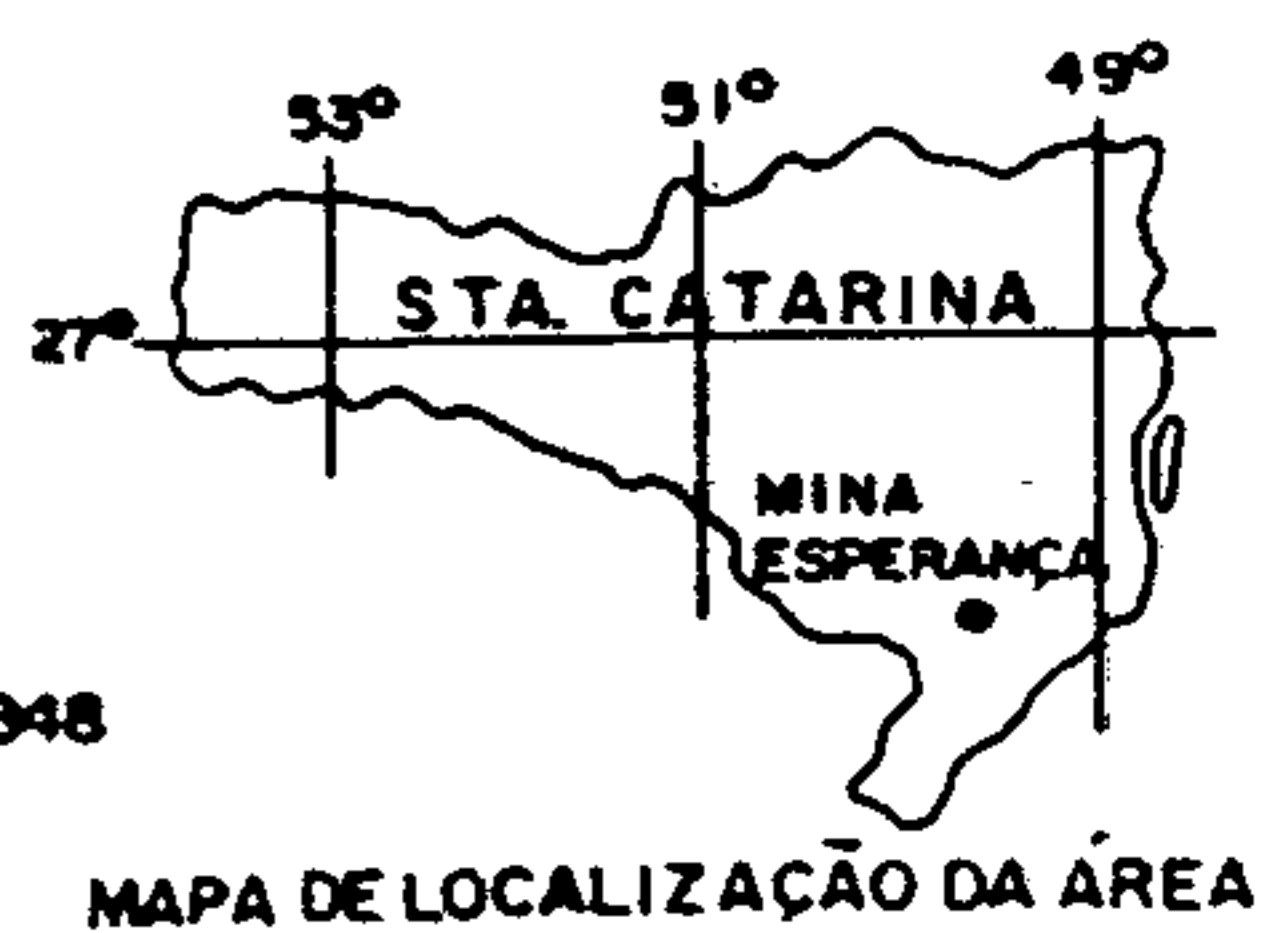 53° 51° 49°
STA. CATARINA
27°
MINA
ESPERANÇA
MAPA DE LOCALIZAÇÃO DA ÁREA